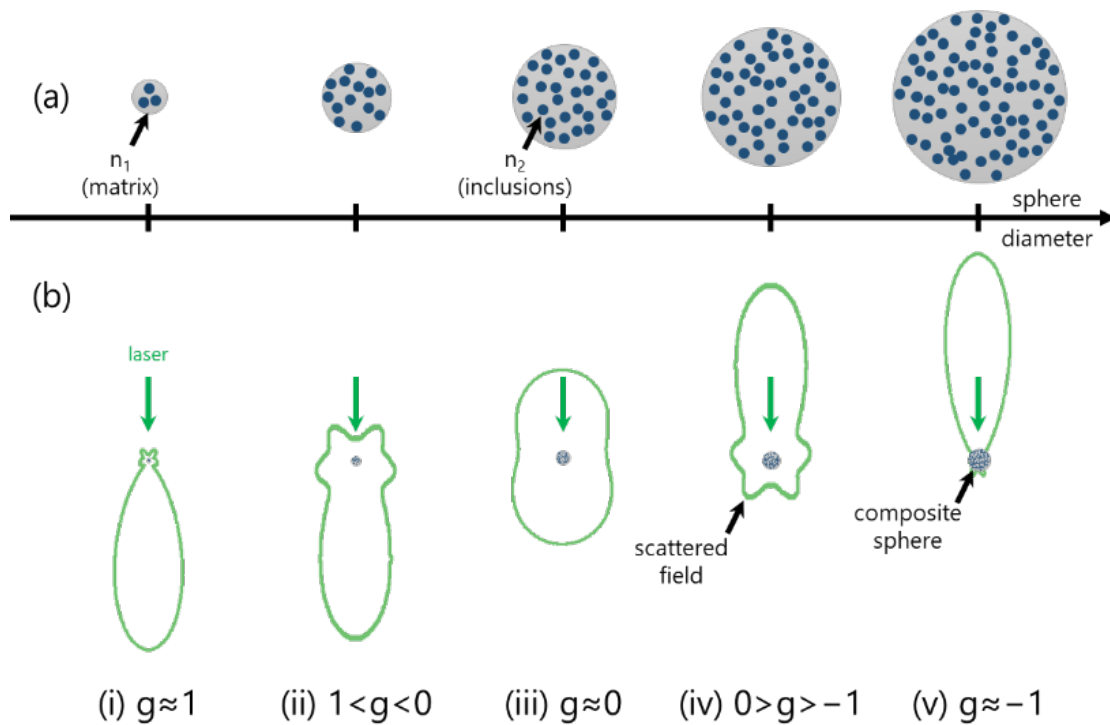 (a)
n₁
(matrix)
n₂
(inclusions)
sphere
diameter
(b)
laser
scattered
field
composite
sphere
(i) g≈1
(ii) 1<g<0
(iii) g≈0
(iv) 0>g>−1
(v) g≈−1